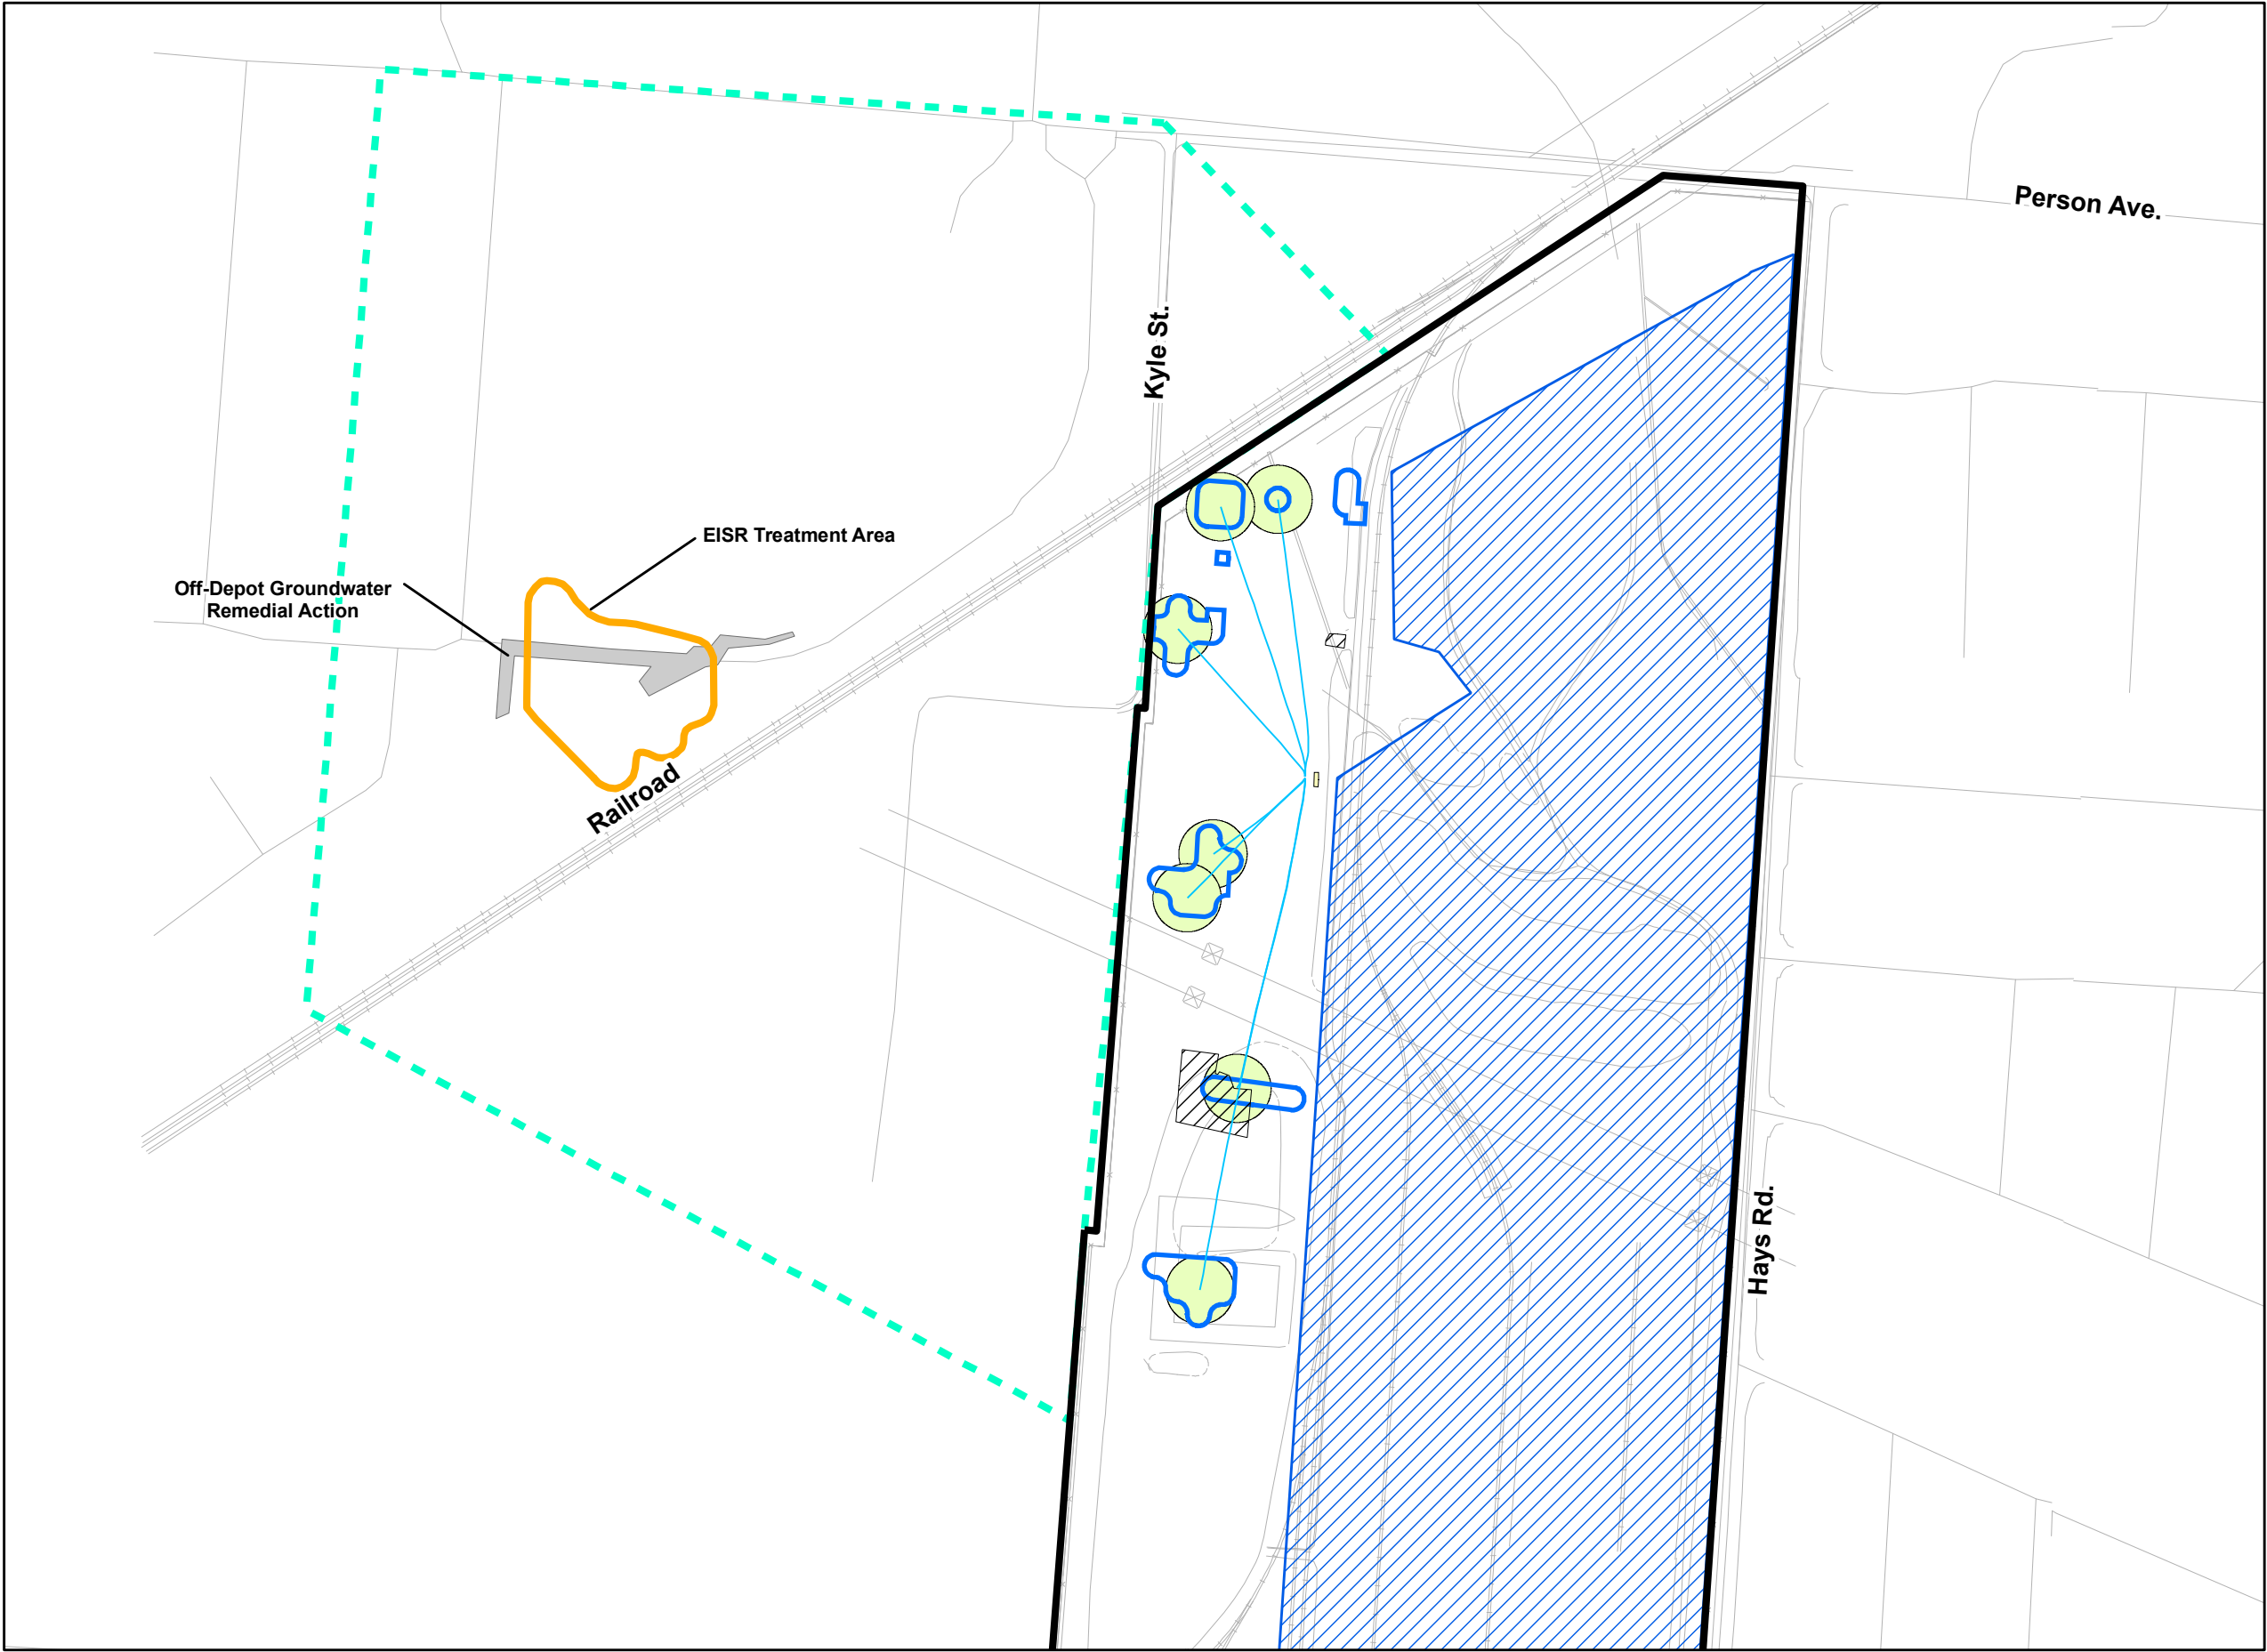 Person Ave.
Kyle St.
EISR Treatment Area
Off-Depot Groundwater
Remedial Action
Railroad
Hays Rd.